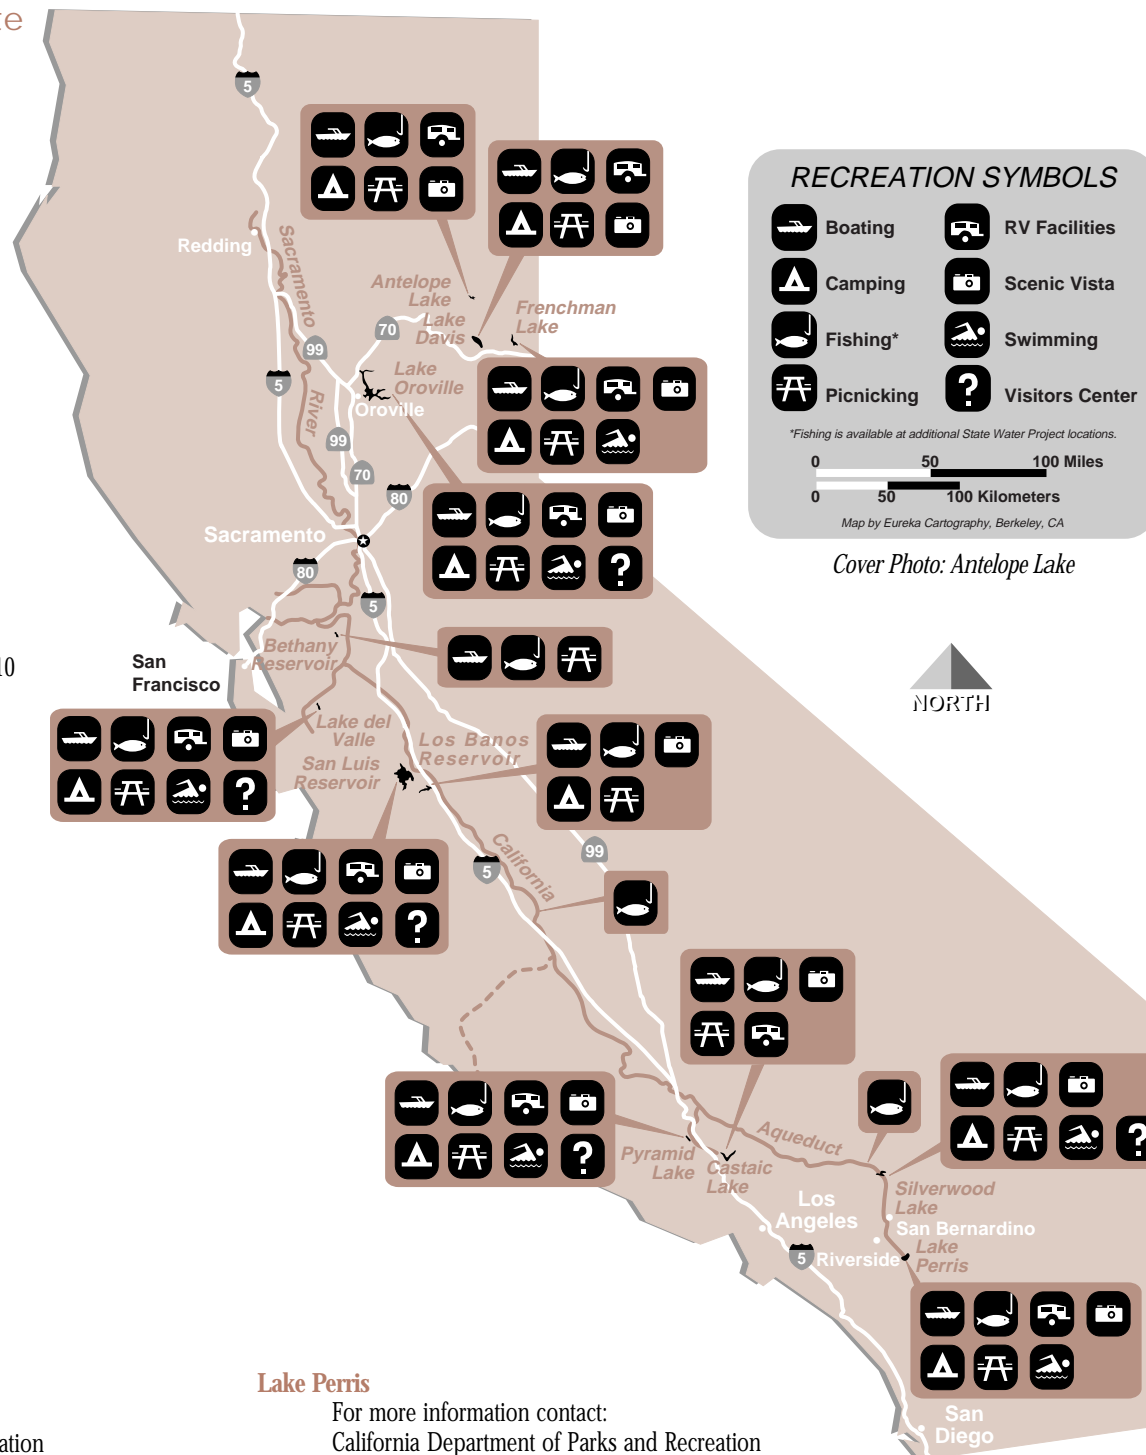 5
Redding
Sacramento
River
Antelope
Lake
Lake
Davis
Frenchman
Lake
70
99
5
Lake
Oroville
Oroville
99
70
80
Sacramento
80
5
RECREATION SYMBOLS
Boating
RV Facilities
Camping
Scenic Vista
Fishing*
Swimming
Picnicking
?
Visitors Center
*Fishing is available at additional State Water Project locations.
0 50 100 Miles
0 50 100 Kilometers
Map by Eureka Cartography, Berkeley, CA
Cover Photo: Antelope Lake
NORTH
?
Bethany
Reservoir
San
Francisco
10
Lake del
Valle
Los Banos
Reservoir
San Luis
Reservoir
?
California
99
5
?
Aqueduct
Pyramid
Lake
Castaic
Lake
?
?
Silverwood
Lake
Los
Angeles
San Bernardino
Riverside
5
Lake
Perris
San
Diego
Lake Perris
For more information contact:
California Department of Parks and Recreation